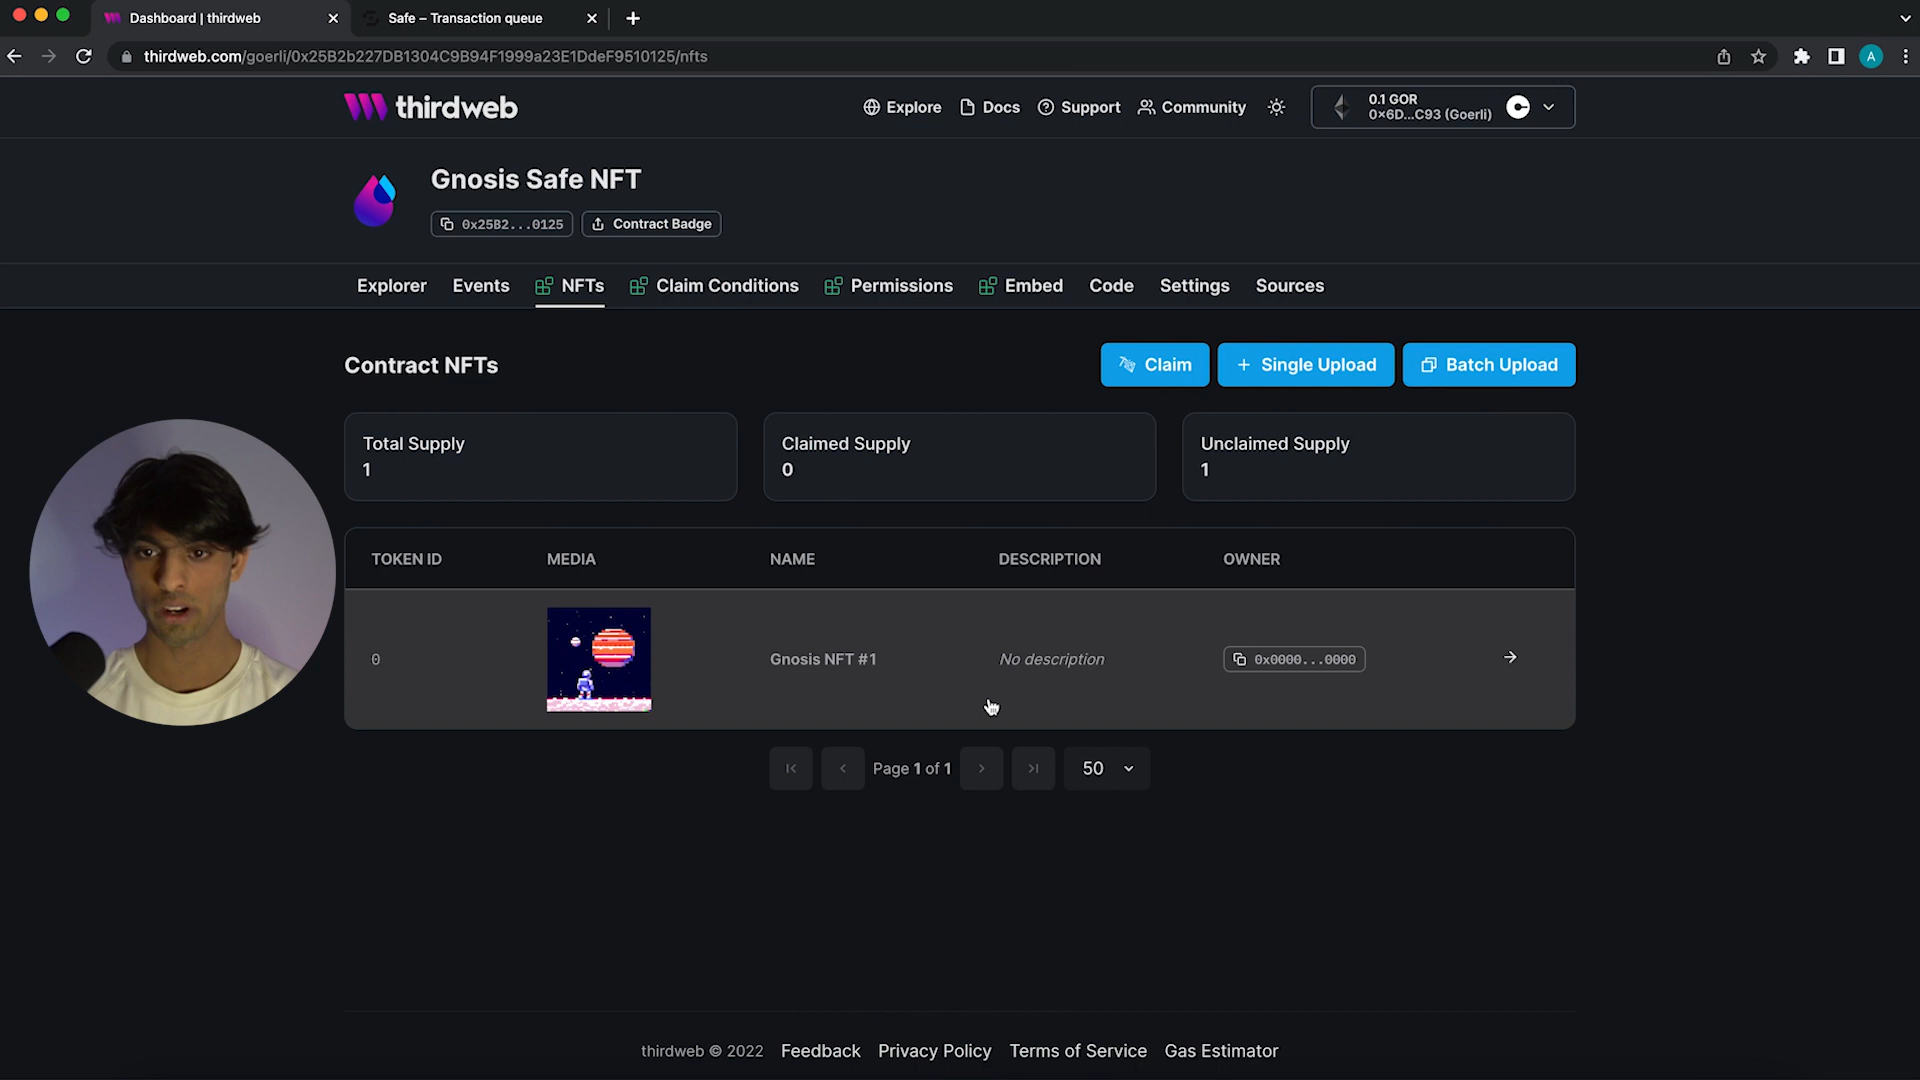 Dashboard | thirdweb
Safe – Transaction queue
thirdweb.com/goerli/0x25B2b227DB1304C9B94F1999a23E1DdeF9510125/nfts
A
thirdweb
Explore
Docs
Support
Community
0.1 GOR
0x6D...C93 (Goerli)
Gnosis Safe NFT
0x25B2...0125
Contract Badge
Explorer
Events
NFTs
Claim Conditions
Permissions
Embed
Code
Settings
Sources
Contract NFTs
Claim
Single Upload
Batch Upload
Total Supply
1
Claimed Supply
0
Unclaimed Supply
1
TOKEN ID
MEDIA
NAME
DESCRIPTION
OWNER
0
Gnosis NFT #1
No description
0x0000...0000
Page 1 of 1
50
thirdweb © 2022
Feedback
Privacy Policy
Terms of Service
Gas Estimator